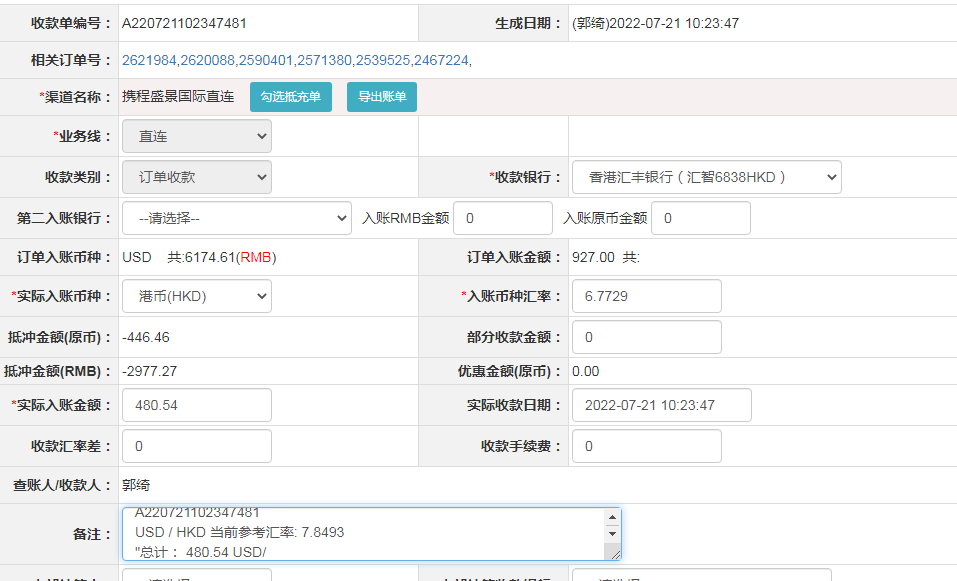 收款单编号： A220721102347481 生成日期： (郭绮)2022-07-21 10:23:47
相关订单号： 2621984,2620088,2590401,2571380,2539525,2467224,
*渠道名称： 携程盛景国际直连 勾选抵充单 导出账单
*业务线： 直连
收款类别： 订单收款 *收款银行： 香港汇丰银行（汇智6838HKD）
第二入账银行： --请选择-- 入账RMB金额 0 入账原币金额 0
订单入账币种： USD 共:6174.61(RMB) 订单入账金额： 927.00 共:
*实际入账币种： 港币(HKD) *入账币种汇率： 6.7729
抵冲金额(原币)： -446.46 部分收款金额： 0
抵冲金额(RMB)： -2977.27 优惠金额(原币)： 0.00
*实际入账金额： 480.54 实际收款日期： 2022-07-21 10:23:47
收款汇率差： 0 收款手续费： 0
查账人/收款人： 郭绮
备注： A220721102347481
USD / HKD 当前参考汇率: 7.8493
"总计： 480.54 USD/